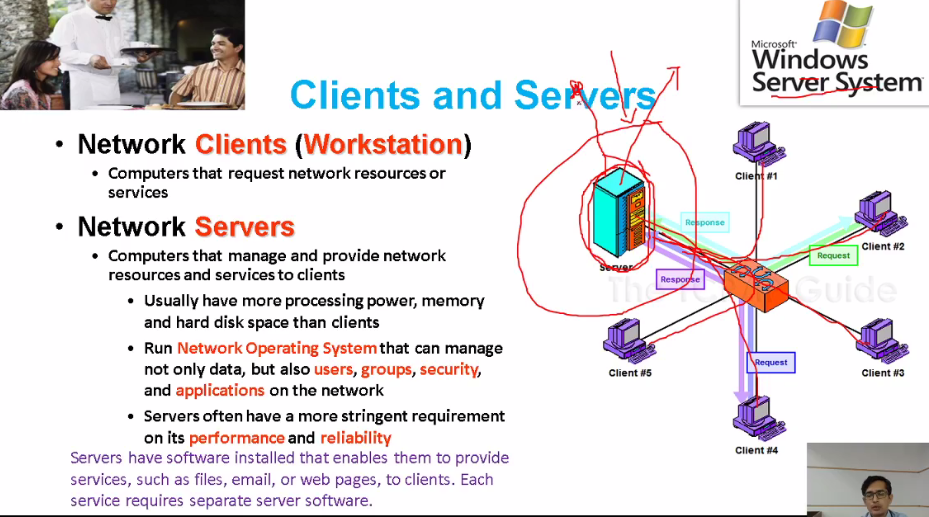 Microsoft
Windows
Server System
Clients and Servers
• Network Clients (Workstation)
• Computers that request network resources or
services
• Network Servers
• Computers that manage and provide network
resources and services to clients
• Usually have more processing power, memory
and hard disk space than clients
• Run Network Operating System that can manage
not only data, but also users, groups, security,
and applications on the network
• Servers often have a more stringent requirement
on its performance and reliability
Servers have software installed that enables them to provide
services, such as files, email, or web pages, to clients. Each
service requires separate server software.
Client #1
Response
Client #2
Request
Server
Response
Guide
Client #5
Request
Client #3
Client #4